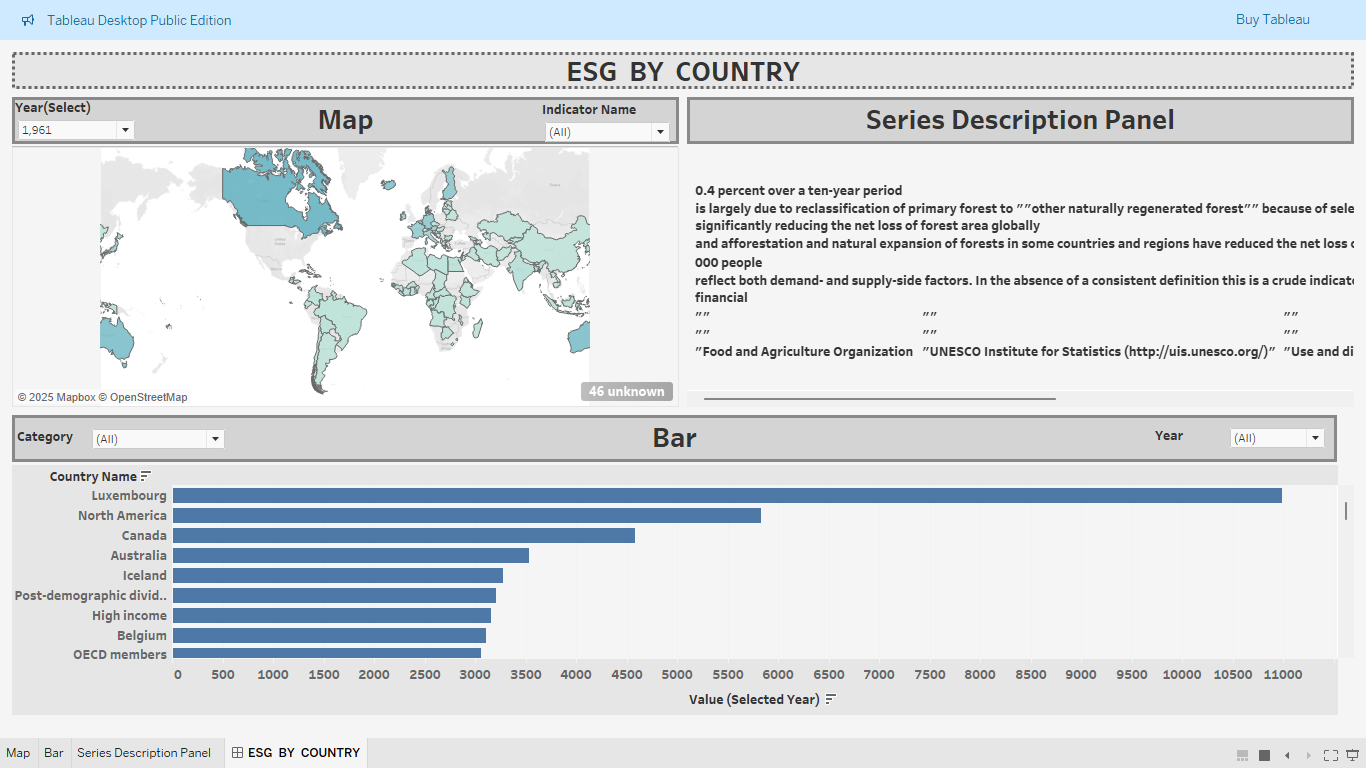 Tableau Desktop Public Edition
Buy Tableau
ESG BY COUNTRY
Year(Select)
1,961
Map
Indicator Name
(All)
Series Description Panel
0.4 percent over a ten-year period
is largely due to reclassification of primary forest to ""other naturally regenerated forest"" because of sele
significantly reducing the net loss of forest area globally
and afforestation and natural expansion of forests in some countries and regions have reduced the net loss
000 people
reflect both demand- and supply-side factors. In the absence of a consistent definition this is a crude indicat
financial
"" "" ""
"" "" ""
"Food and Agriculture Organization "UNESCO Institute for Statistics (http://uis.unesco.org/)" "Use and di
© 2025 Mapbox © OpenStreetMap
46 unknown
Category
(All)
Bar
Year
(All)
Country Name
Luxembourg
North America
Canada
Australia
Iceland
Post-demographic divid..
High income
Belgium
OECD members
0 500 1000 1500 2000 2500 3000 3500 4000 4500 5000 5500 6000 6500 7000 7500 8000 8500 9000 9500 10000 10500 11000
Value (Selected Year)
Map Bar Series Description Panel ESG BY COUNTRY